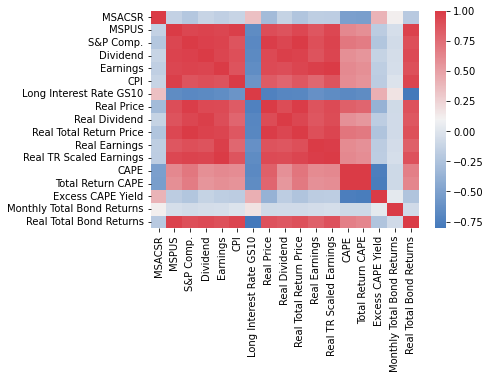 MSACSR
MSPUS
S&P Comp.
Dividend
Earnings
CPI
Long Interest Rate GS10
Real Price
Real Dividend
Real Total Return Price
Real Earnings
Real TR Scaled Earnings
CAPE
Total Return CAPE
Excess CAPE Yield
Monthly Total Bond Returns
Real Total Bond Returns
MSACSR
MSPUS
S&P Comp.
Dividend
Earnings
CPI
Long Interest Rate GS10
Real Price
Real Dividend
Real Total Return Price
Real Earnings
Real TR Scaled Earnings
CAPE
Total Return CAPE
Excess CAPE Yield
Monthly Total Bond Returns
Real Total Bond Returns
1.00
0.75
0.50
0.25
0.00
−0.25
−0.50
−0.75